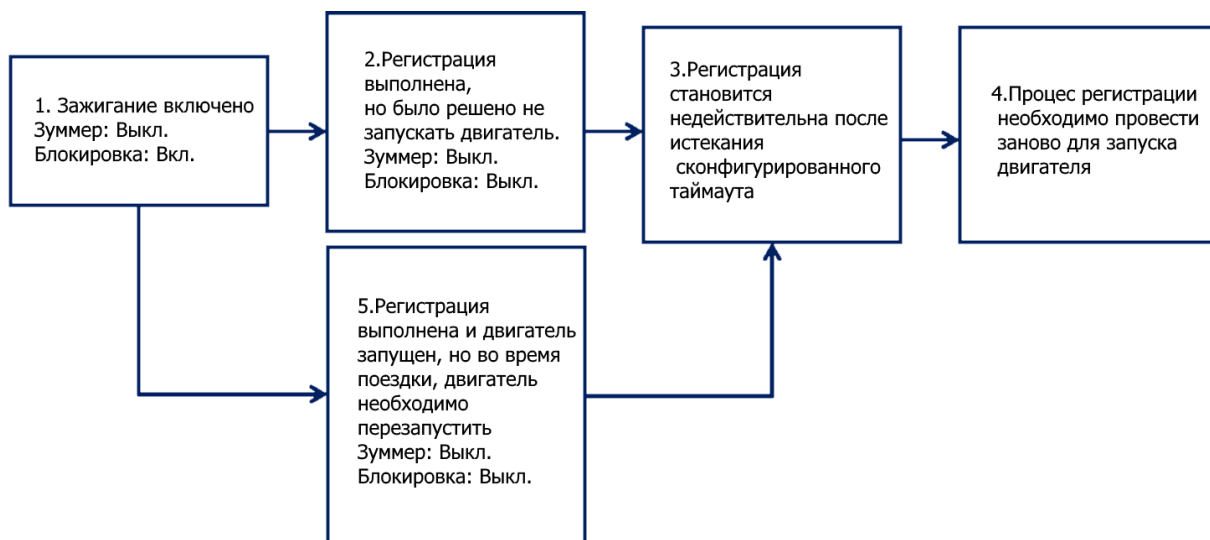 1. Зажигание включено
Зуммер: Выкл.
Блокировка: Вкл.
2.Регистрация
выполнена,
но было решено не
запускать двигатель.
Зуммер: Выкл.
Блокировка: Выкл.
3.Регистрация
становится
недействительна после
истекания
сконфигурированного
таймаута
4.Процес регистрации
необходимо провести
заново для запуска
двигателя
5.Регистрация
выполнена и двигатель
запущен, но во время
поездки, двигатель
необходимо
перезапустить
Зуммер: Выкл.
Блокировка: Выкл.